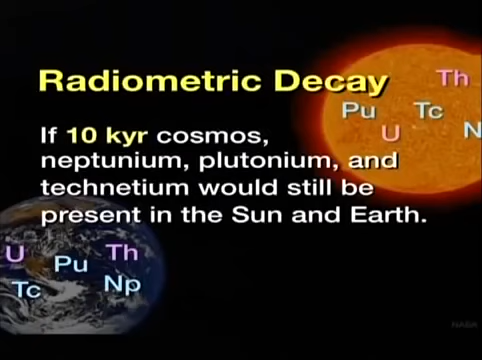 Radiometric Decay
If 10 kyr cosmos,
neptunium, plutonium, and
technetium would still be
present in the Sun and Earth.
Th
Pu
Tc
U
N
U
Pu
Th
Tc
Np
NASA